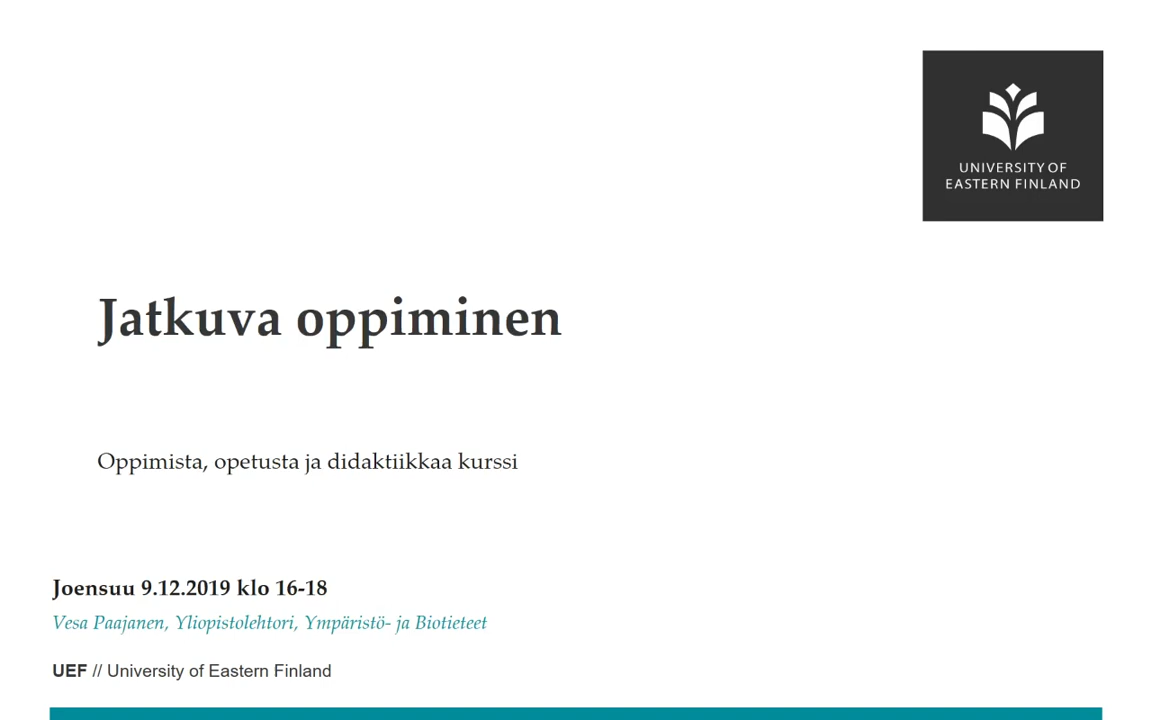 UNIVERSITY OF
EASTERN FINLAND
Jatkuva oppiminen
Oppimista, opetusta ja didaktiikkaa kurssi
Joensuu 9.12.2019 klo 16-18
Vesa Paajanen, Yliopistolehtori, Ympäristö- ja Biotieteet
UEF // University of Eastern Finland